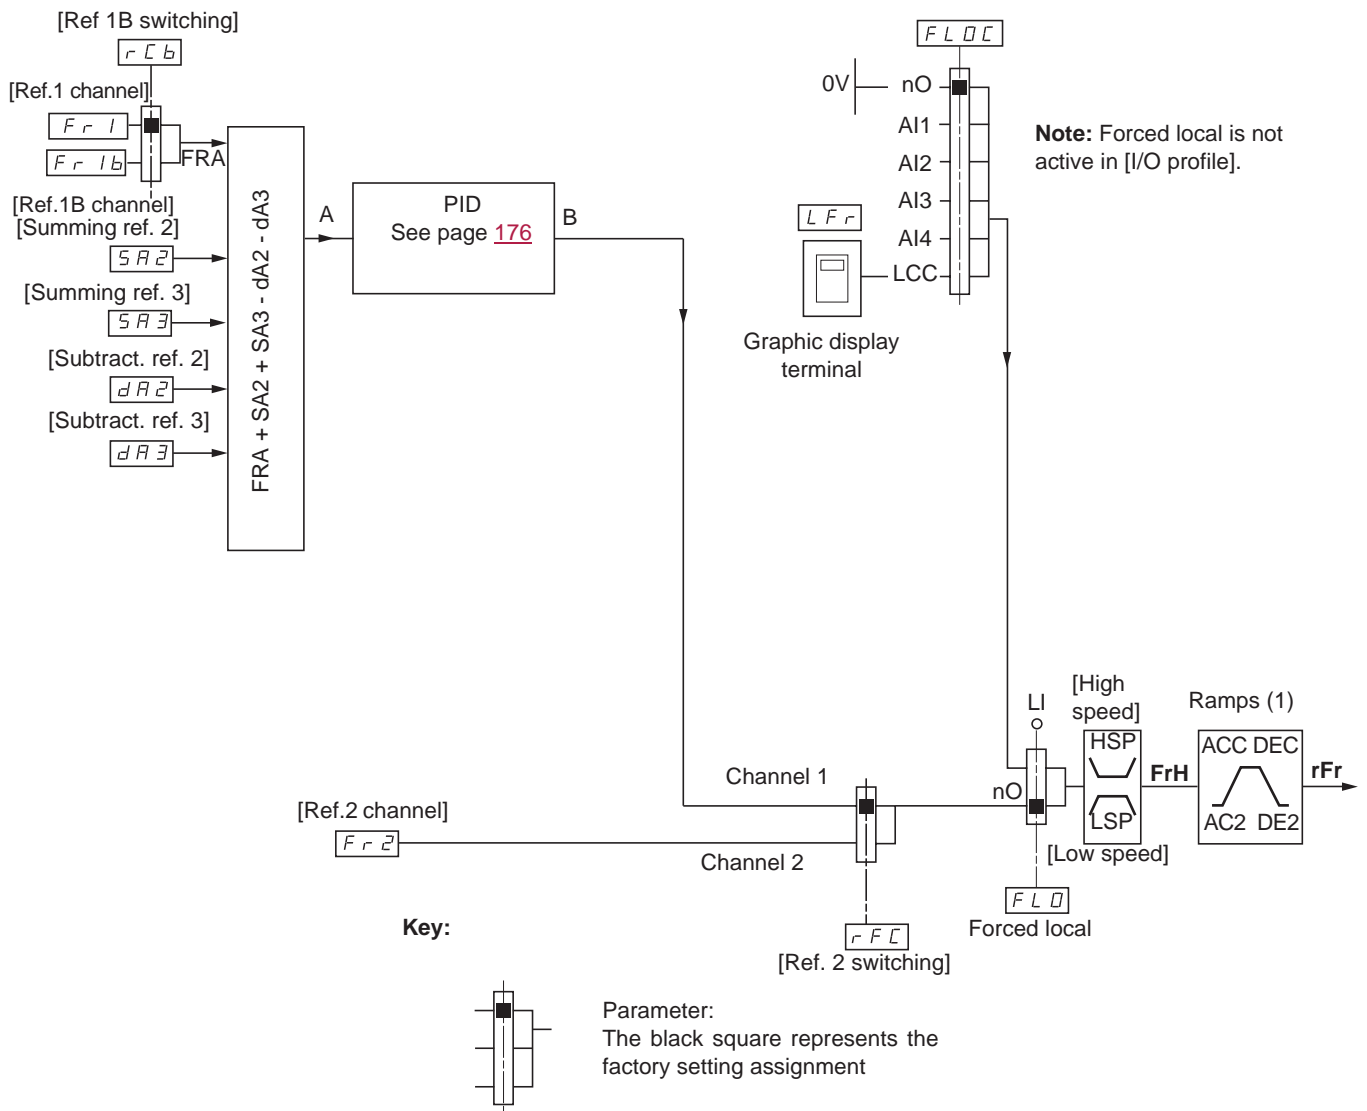 [Ref 1B switching]
rCb
[Ref.1 channel]
Fr1
Fr1b
FRA
[Ref.1B channel]
[Summing ref. 2]
SA2
[Summing ref. 3]
SA3
[Subtract. ref. 2]
dA2
[Subtract. ref. 3]
dA3
FRA + SA2 + SA3 - dA2 - dA3
A
PID
See page 176
B
FLOC
0V
nO
AI1
AI2
AI3
AI4
LCC
LFr
Graphic display
terminal
Note: Forced local is not
active in [I/O profile].
Channel 1
[Ref.2 channel]
Fr2
Channel 2
rFC
[Ref. 2 switching]
nO
LI
FLO
Forced local
[High
speed]
HSP
LSP
[Low speed]
FrH
Ramps (1)
ACC DEC
AC2 DE2
rFr
Key:
Parameter:
The black square represents the
factory setting assignment